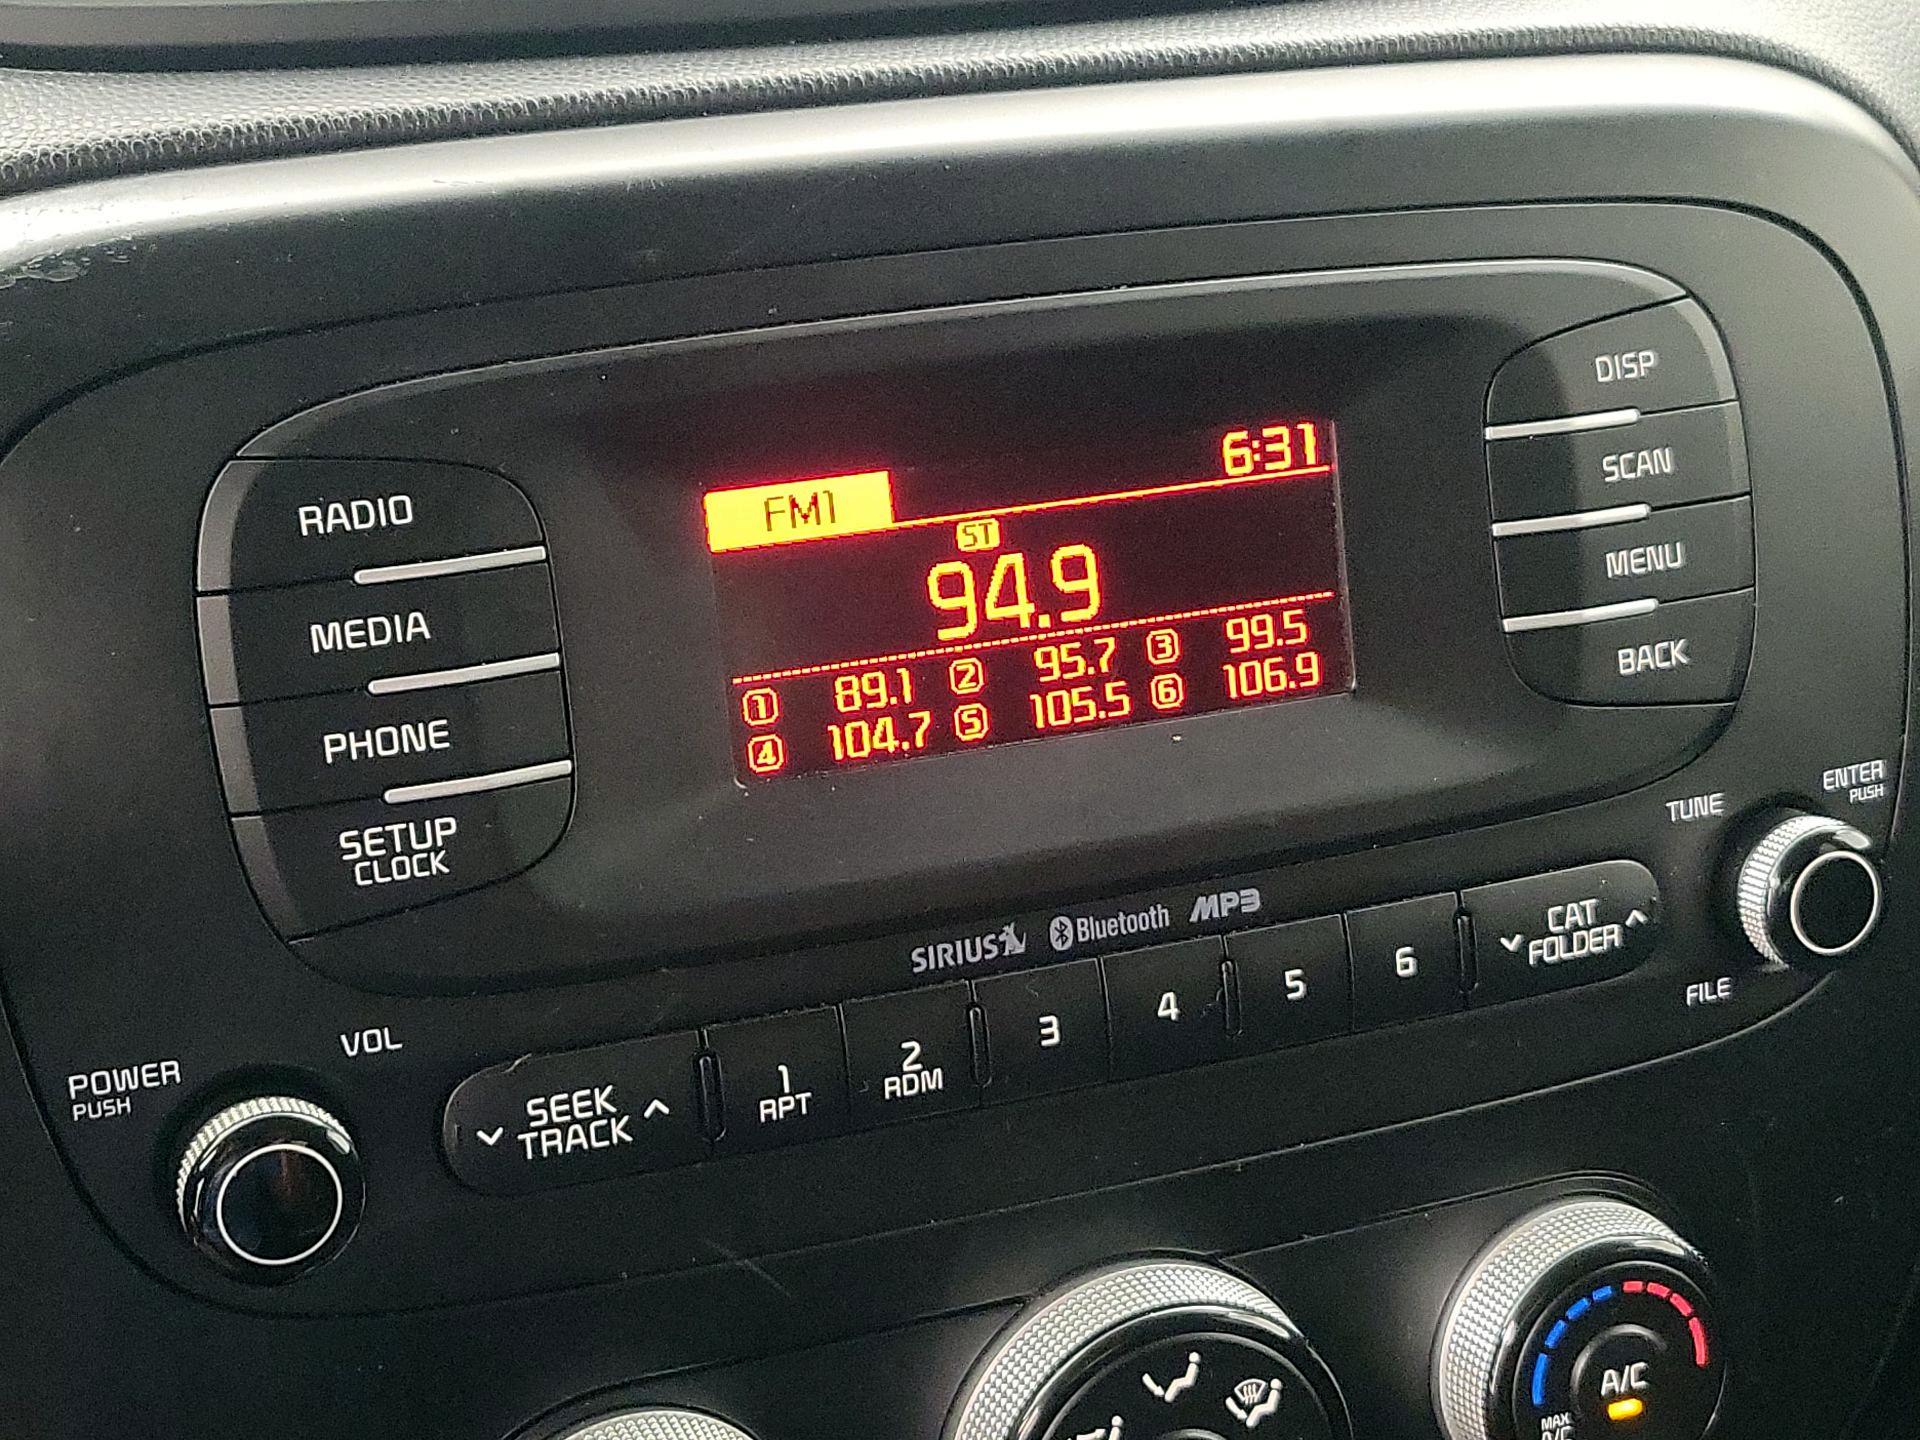 6:31
FM1
ST
94.9
1 89.1 2 95.7 3 99.5
4 104.7 5 105.5 6 106.9
RADIO
MEDIA
PHONE
SETUP
CLOCK
DISP
SCAN
MENU
BACK
ENTER
PUSH
TUNE
FILE
SIRIUS Bluetooth MP3
POWER
PUSH
VOL
SEEK
TRACK
1
RPT
2
RDM
3
4
5
6
CAT
FOLDER
A/C
MAX
A/C